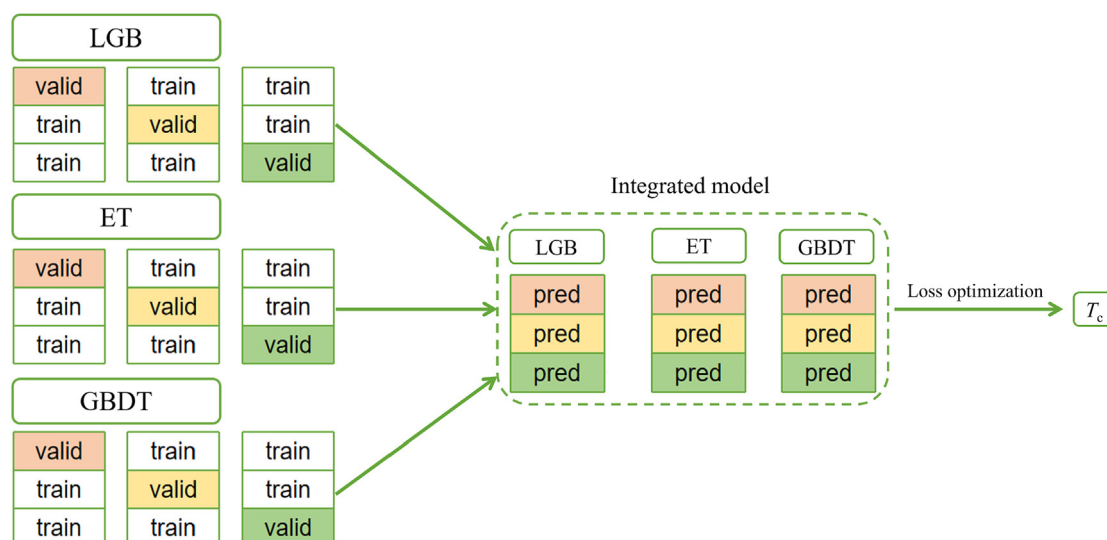 LGB
valid train train
train valid train
train train valid
ET
valid train train
train valid train
train train valid
GBDT
valid train train
train valid train
train train valid
Integrated model
LGB ET GBDT
pred pred pred
pred pred pred
pred pred pred
Loss optimization
Tc